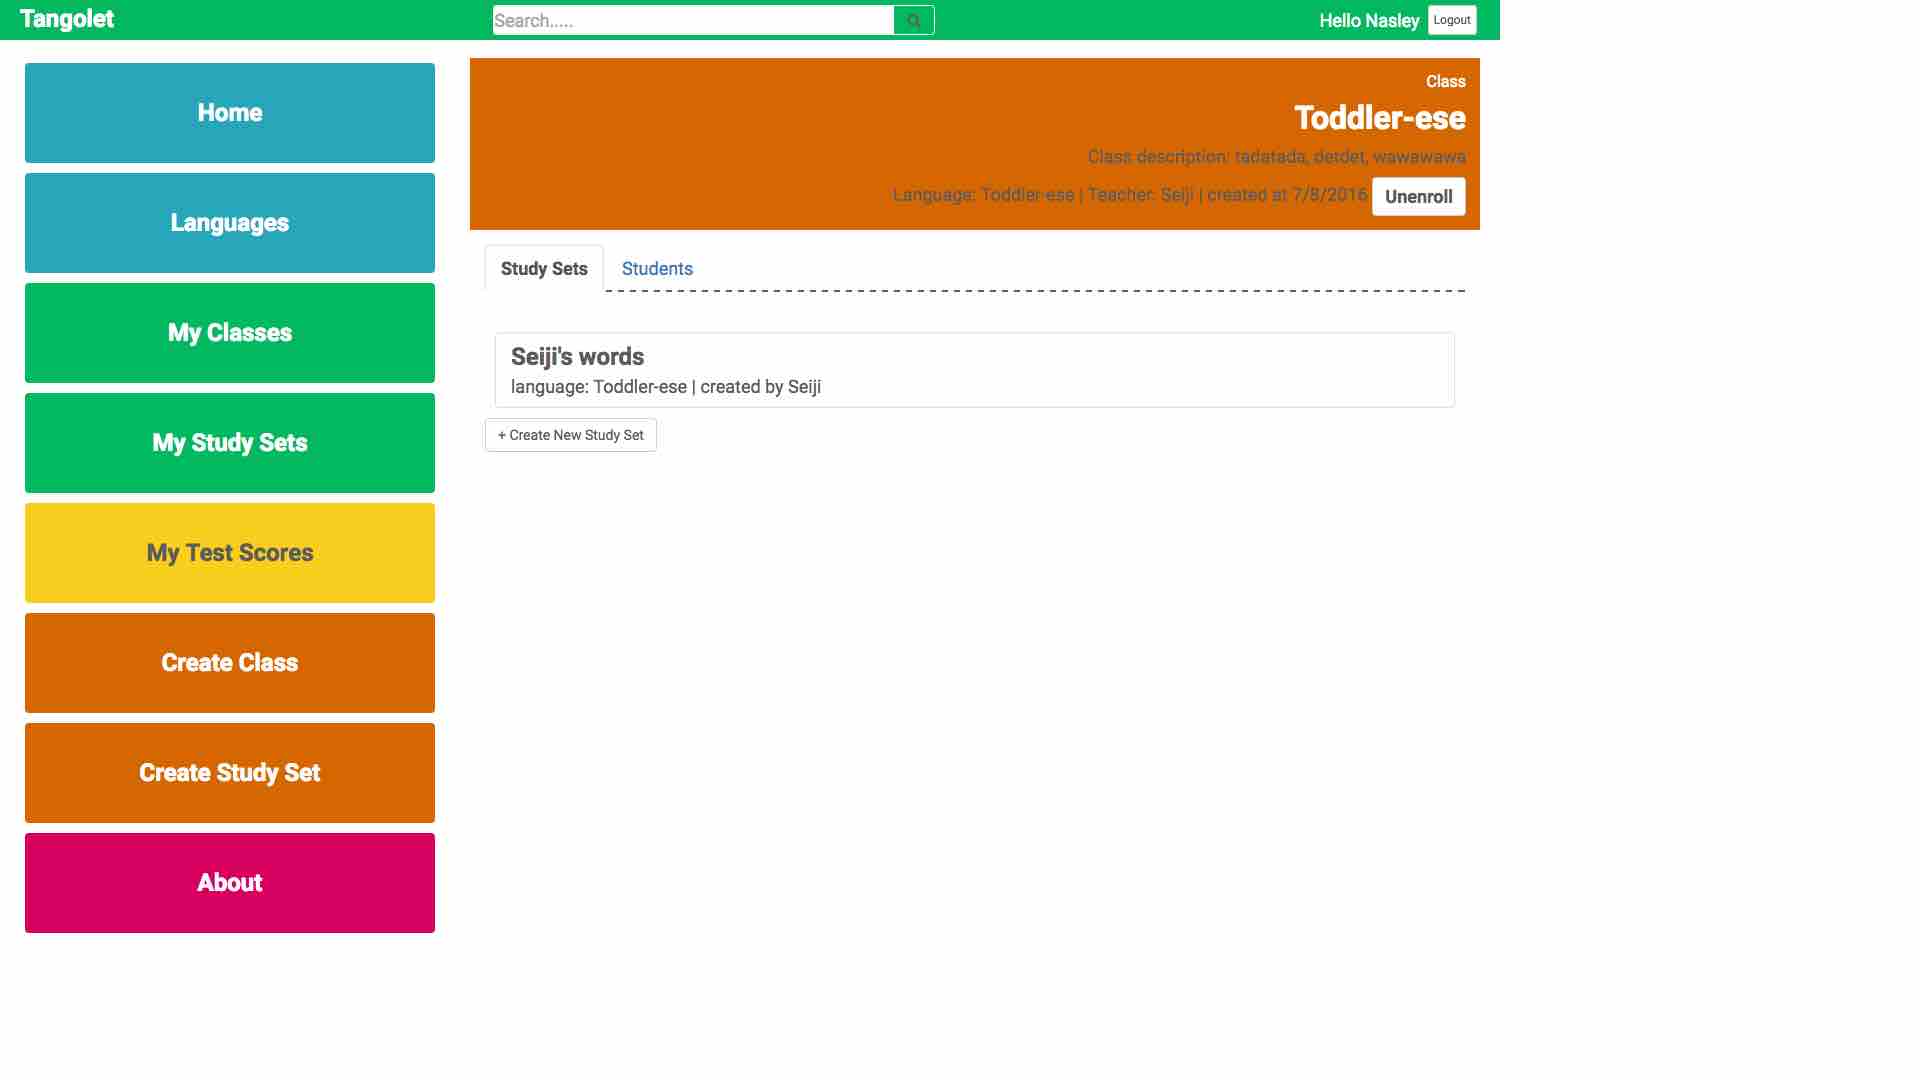 Tangolet
Search.....
Hello Nasley
Logout
Home
Languages
My Classes
My Study Sets
My Test Scores
Create Class
Create Study Set
About
Class
Toddler-ese
Class description: tadatada, detdet, wawawawa
Language: Toddler-ese | Teacher: Seiji | created at 7/8/2016 Unenroll
Study Sets
Students
Seiji's words
language: Toddler-ese | created by Seiji
+ Create New Study Set